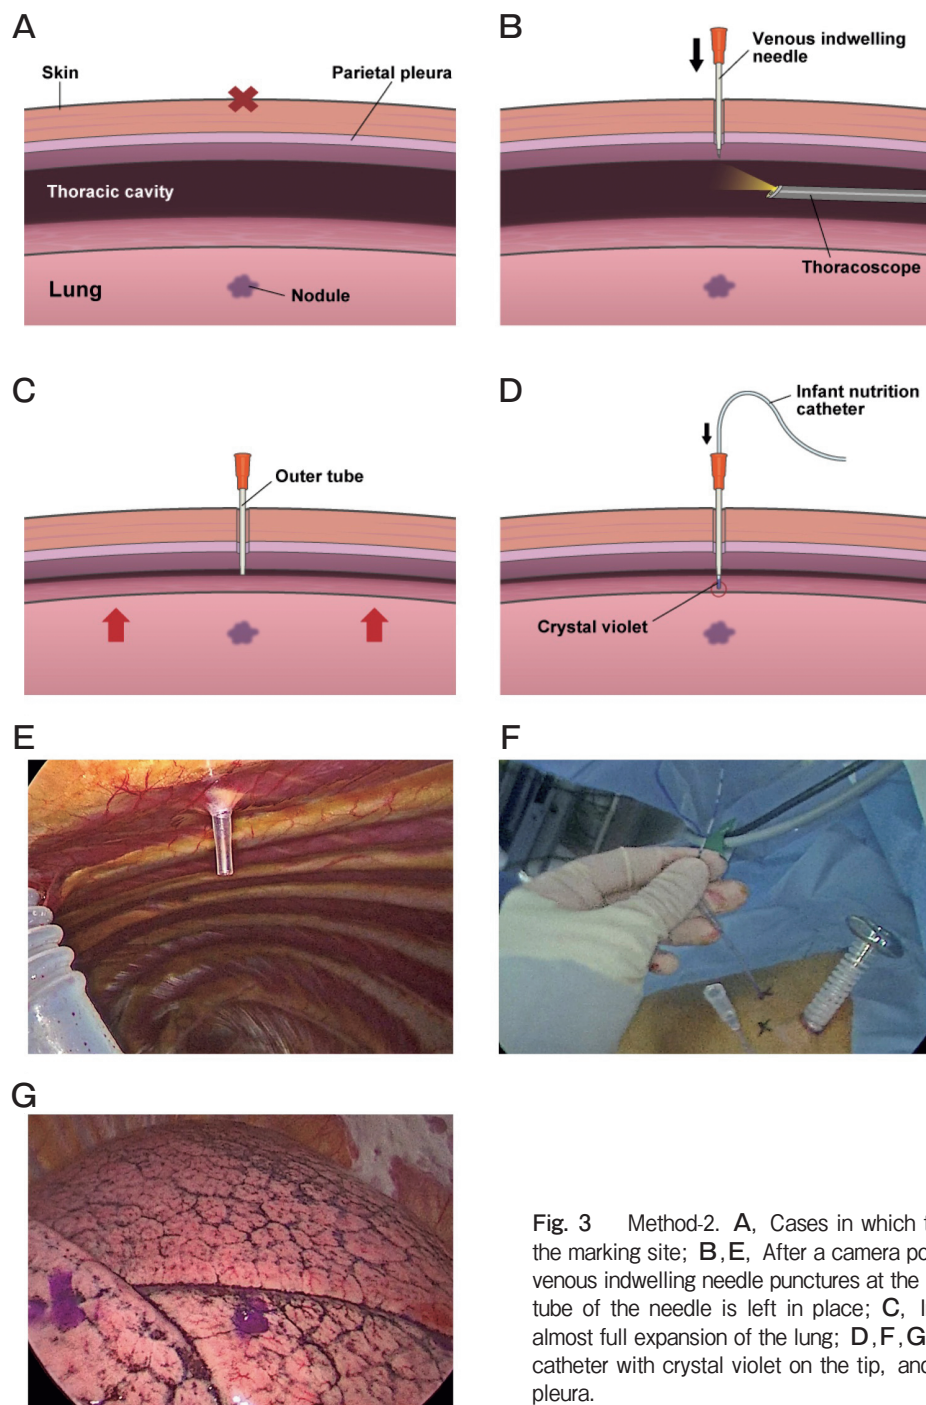 A
B
Skin
Parietal pleura
Thoracic cavity
Lung
Nodule
Venous indwelling
needle
Thoracoscope
C
D
Outer tube
Infant nutrition
catheter
Crystal violet
E
F
G
Fig. 3 Method-2. A, Cases in which
the marking site; B,E, After a camera
venous indwelling needle punctures at the
tube of the needle is left in place; C,
almost full expansion of the lung; D,F,G
catheter with crystal violet on the tip, and
pleura.